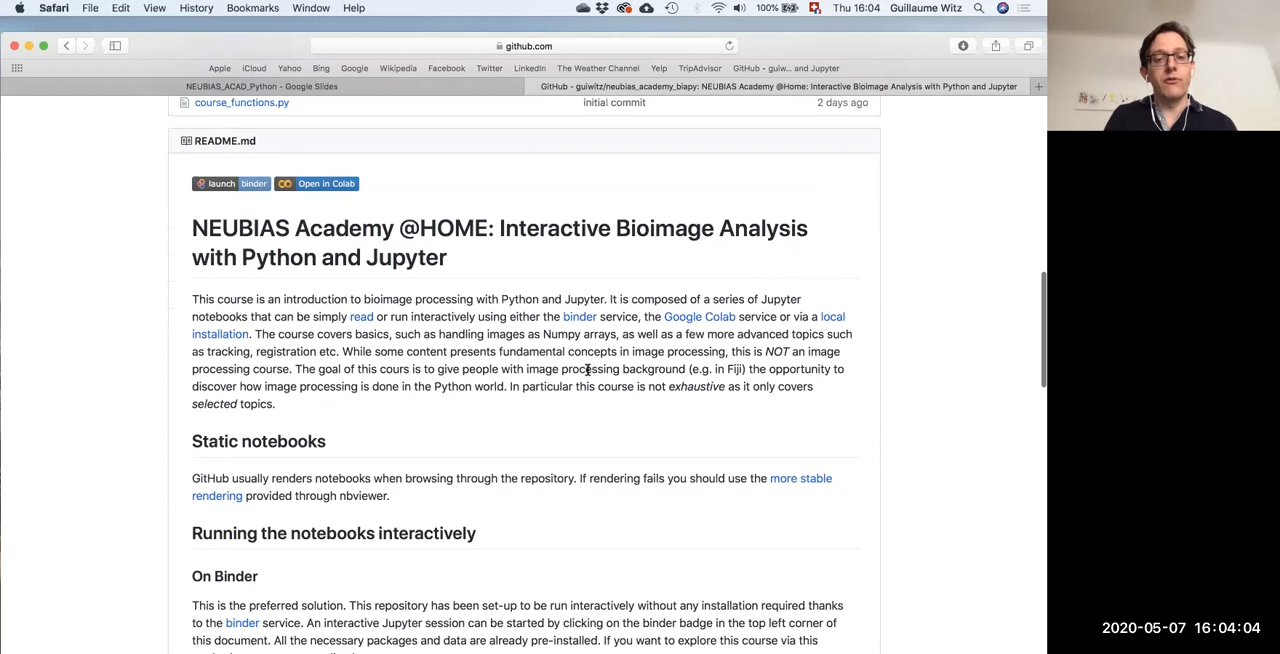 Safari File Edit View History Bookmarks Window Help 100% Thu 16:04 Guillaume Witz
github.com
Apple iCloud Yahoo Bing Google Wikipedia Facebook Twitter LinkedIn The Weather Channel Yelp TripAdvisor GitHub - guiw... and Jupyter
NEUBIAS_ACAD_Python - Google Slides GitHub - guiwitz/neubias_academy_biapy: NEUBIAS Academy @Home: Interactive Bioimage Analysis with Python and Jupyter
course_functions.py initial commit 2 days ago
README.md
launch binder Open in Colab
NEUBIAS Academy @HOME: Interactive Bioimage Analysis
with Python and Jupyter
This course is an introduction to bioimage processing with Python and Jupyter. It is composed of a series of Jupyter
notebooks that can be simply read or run interactively using either the binder service, the Google Colab service or via a local
installation. The course covers basics, such as handling images as Numpy arrays, as well as a few more advanced topics such
as tracking, registration etc. While some content presents fundamental concepts in image processing, this is NOT an image
processing course. The goal of this cours is to give people with image processing background (e.g. in Fiji) the opportunity to
discover how image processing is done in the Python world. In particular this course is not exhaustive as it only covers
selected topics.
Static notebooks
GitHub usually renders notebooks when browsing through the repository. If rendering fails you should use the more stable
rendering provided through nbviewer.
Running the notebooks interactively
On Binder
This is the preferred solution. This repository has been set-up to be run interactively without any installation required thanks
to the binder service. An interactive Jupyter session can be started by clicking on the binder badge in the top left corner of
this document. All the necessary packages and data are already pre-installed. If you want to explore this course via this
2020-05-07 16:04:04